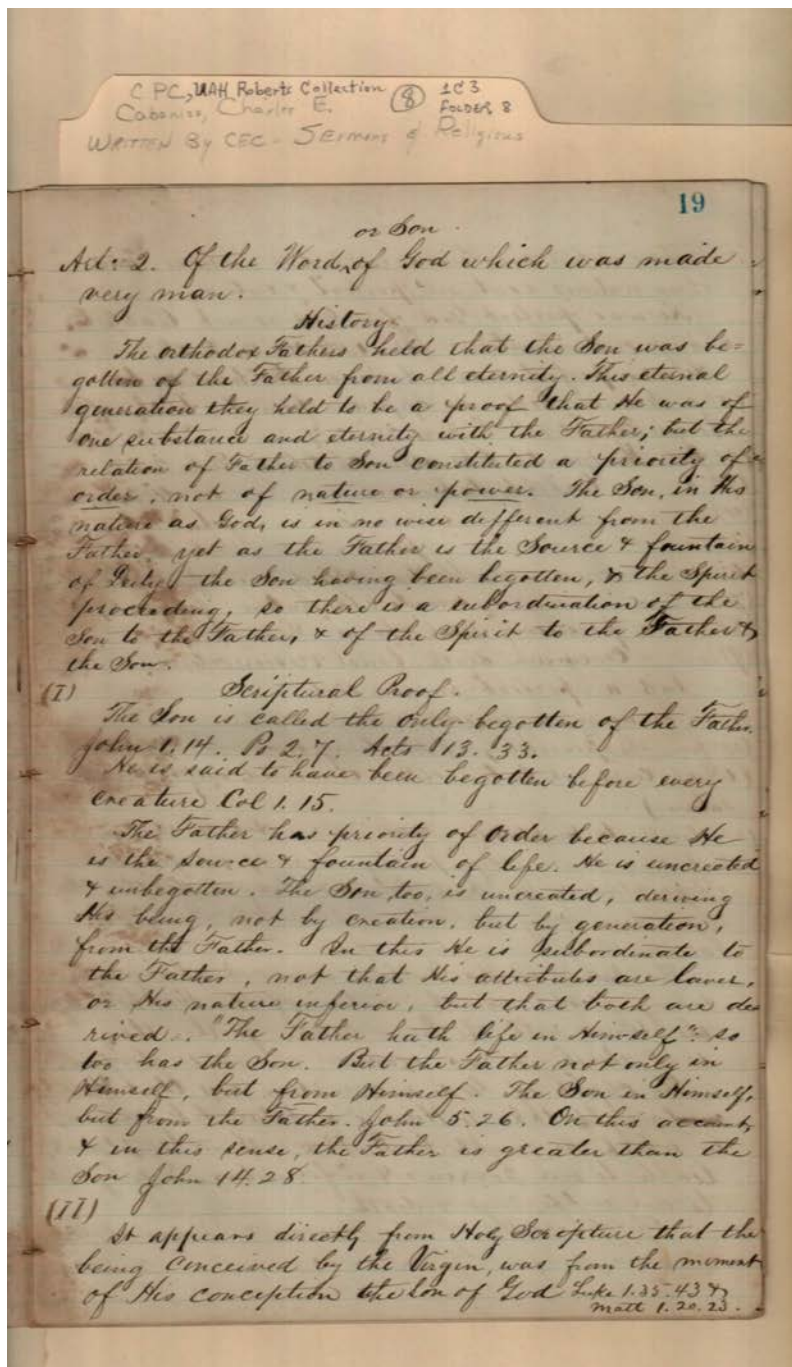 C PC, UAH Roberts Collection (8) 1C3
Cabaniss, Charles E. FOLDER 8
WRITTEN BY CEC - SERMONS & Religious
19
or Son.
Art: 2. Of the Word, of God which was made
very man.
History.
The orthodox Fathers held that the Son was be=
gotten of the Father from all eternity. This eternal
generation they held to be a proof that He was of
one substance and eternity with the Father; but the
relation of Father to Son constituted a priority of
order, not of nature or power. The Son, in His
nature as God, is in no wise different from the
Father, yet as the Father is the Source & fountain
of Deity, the Son having been begotten, & the Spirit
proceeding, so there is a subordination of the
Son to the Father, & of the Spirit to the Father &
the Son.
(I) Scriptural Proof.
The Son is called the only-begotten of the Father.
John 1.14. Ps 2.7. Acts 13.33.
He is said to have been begotten before every
creature Col 1.15.
The Father has priority of Order because He
is the source & fountain of life. He is uncreated
& unbegotten. The Son, too, is uncreated, deriving
His being, not by creation, but by generation,
from the Father. In this He is subordinate to
the Father, not that His attributes are lower,
or His nature inferior, but that both are de
rived. "The Father hath life in Himself": so
too has the Son. But the Father not only in
Himself, but from Himself. The Son in Himself,
but from the Father. John 5.26. On this account,
& in this sense, the Father is greater than the
Son John 14.28
(II)
It appears directly from Holy Scripture that the
being conceived by the Virgin, was from the moment
of His conception the Son of God Luke 1.35.43 &
Matt 1.20.23.